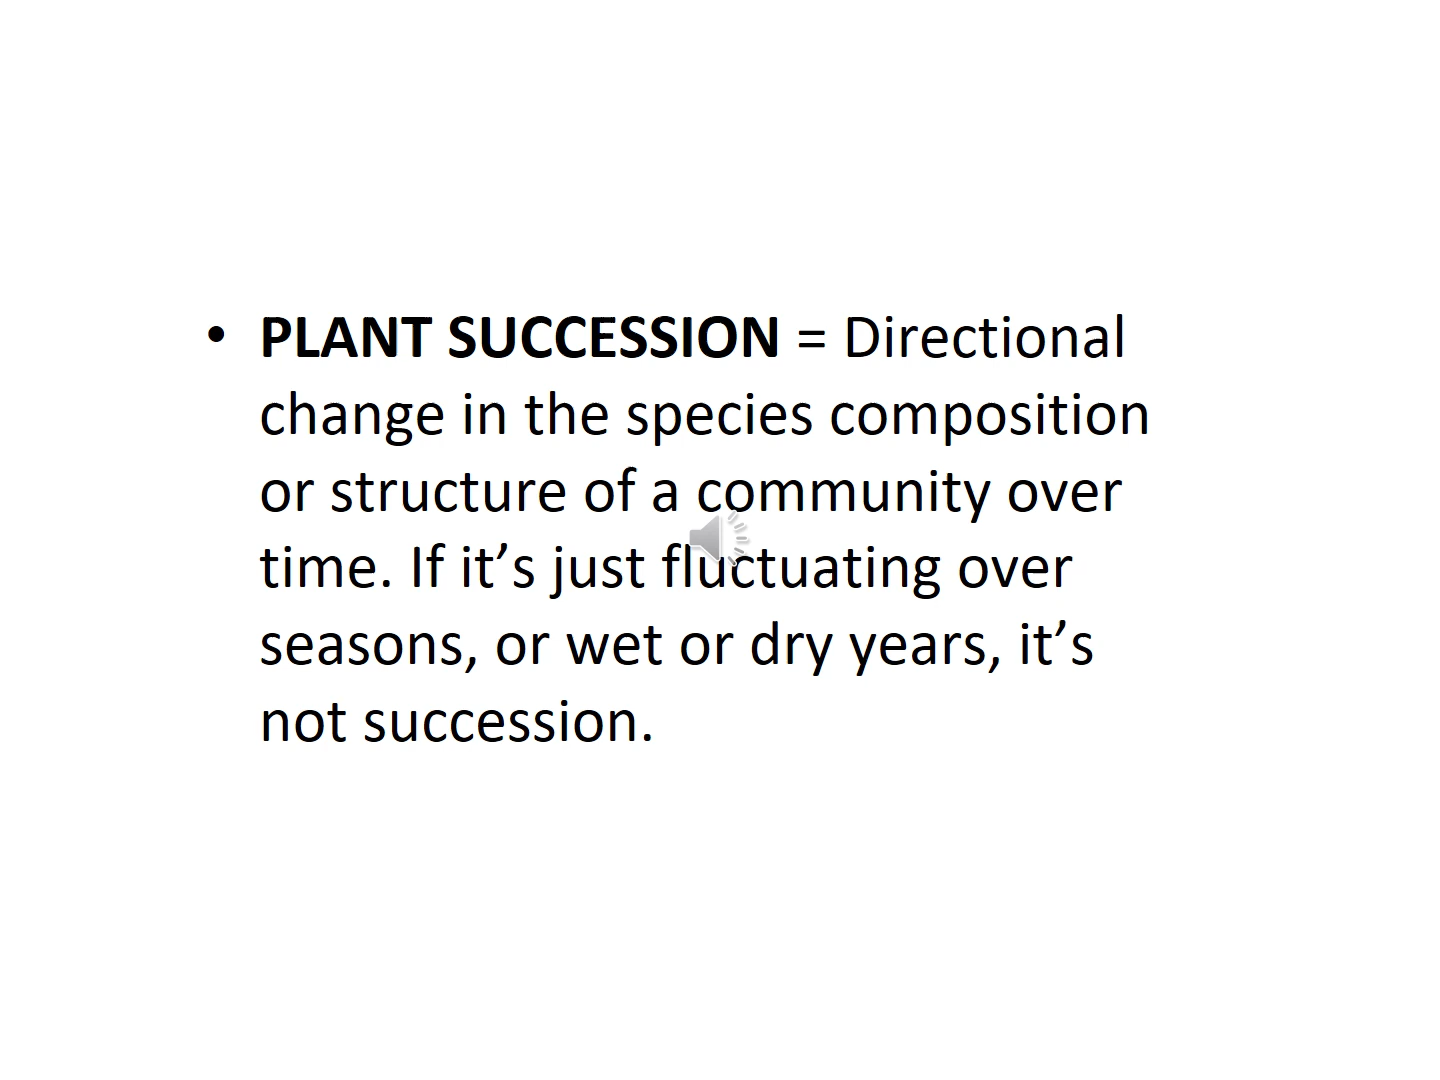 • PLANT SUCCESSION = Directional
change in the species composition
or structure of a community over
time. If it’s just fluctuating over
seasons, or wet or dry years, it’s
not succession.